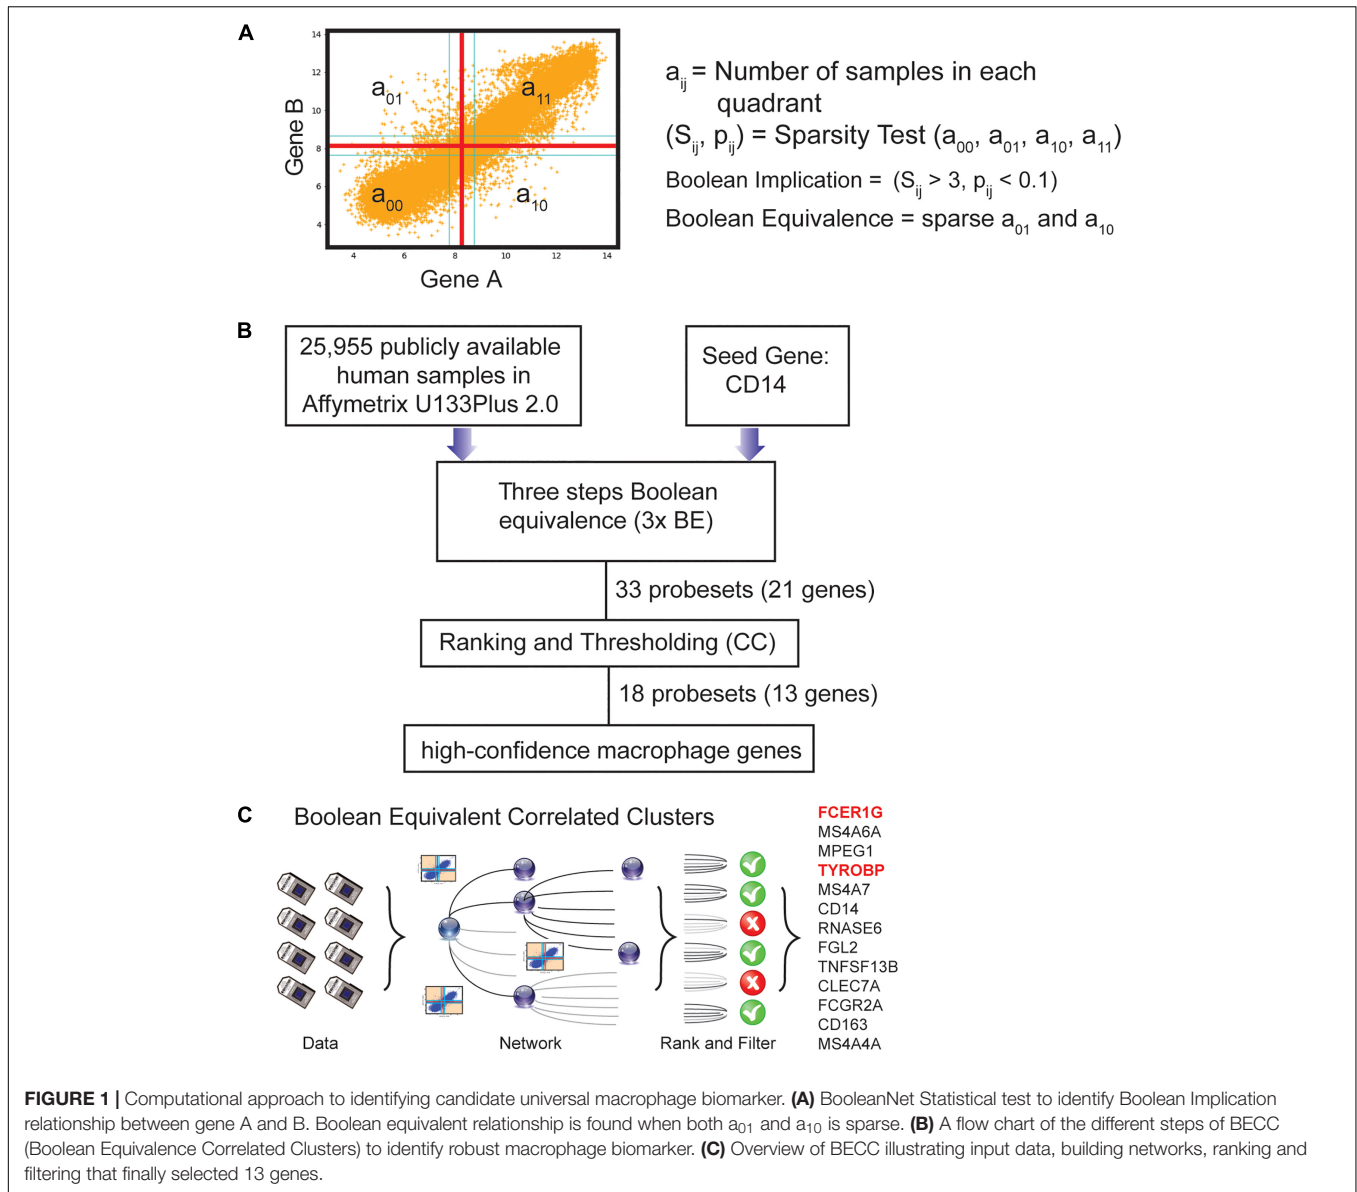 A
14
12
10
8
6
4
4
6
8
10
12
14
Gene B
Gene A
a01
a11
a00
a10
aij = Number of samples in each
quadrant
(Sij, pij) = Sparsity Test (a00, a01, a10, a11)
Boolean Implication = (Sij > 3, pij < 0.1)
Boolean Equivalence = sparse a01 and a10
B
25,955 publicly available
human samples in
Affymetrix U133Plus 2.0
Seed Gene:
CD14
Three steps Boolean
equivalence (3x BE)
33 probesets (21 genes)
Ranking and Thresholding (CC)
18 probesets (13 genes)
high-confidence macrophage genes
C
Boolean Equivalent Correlated Clusters
Data
Network
Rank and Filter
FCER1G
MS4A6A
MPEG1
TYROBP
MS4A7
CD14
RNASE6
FGL2
TNFSF13B
CLEC7A
FCGR2A
CD163
MS4A4A
FIGURE 1 | Computational approach to identifying candidate universal macrophage biomarker. (A) BooleanNet Statistical test to identify Boolean Implication
relationship between gene A and B. Boolean equivalent relationship is found when both a01 and a10 is sparse. (B) A flow chart of the different steps of BECC
(Boolean Equivalence Correlated Clusters) to identify robust macrophage biomarker. (C) Overview of BECC illustrating input data, building networks, ranking and
filtering that finally selected 13 genes.